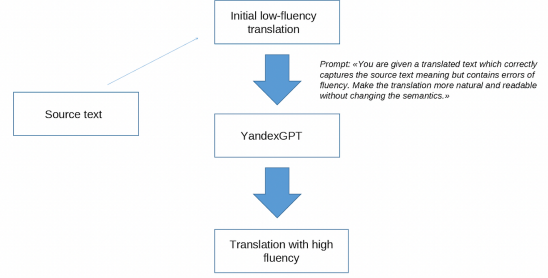 Initial low-fluency
translation
Prompt: «You are given a translated text which correctly
captures the source text meaning but contains errors of
fluency. Make the translation more natural and readable
without changing the semantics.»
Source text
YandexGPT
Translation with high
fluency